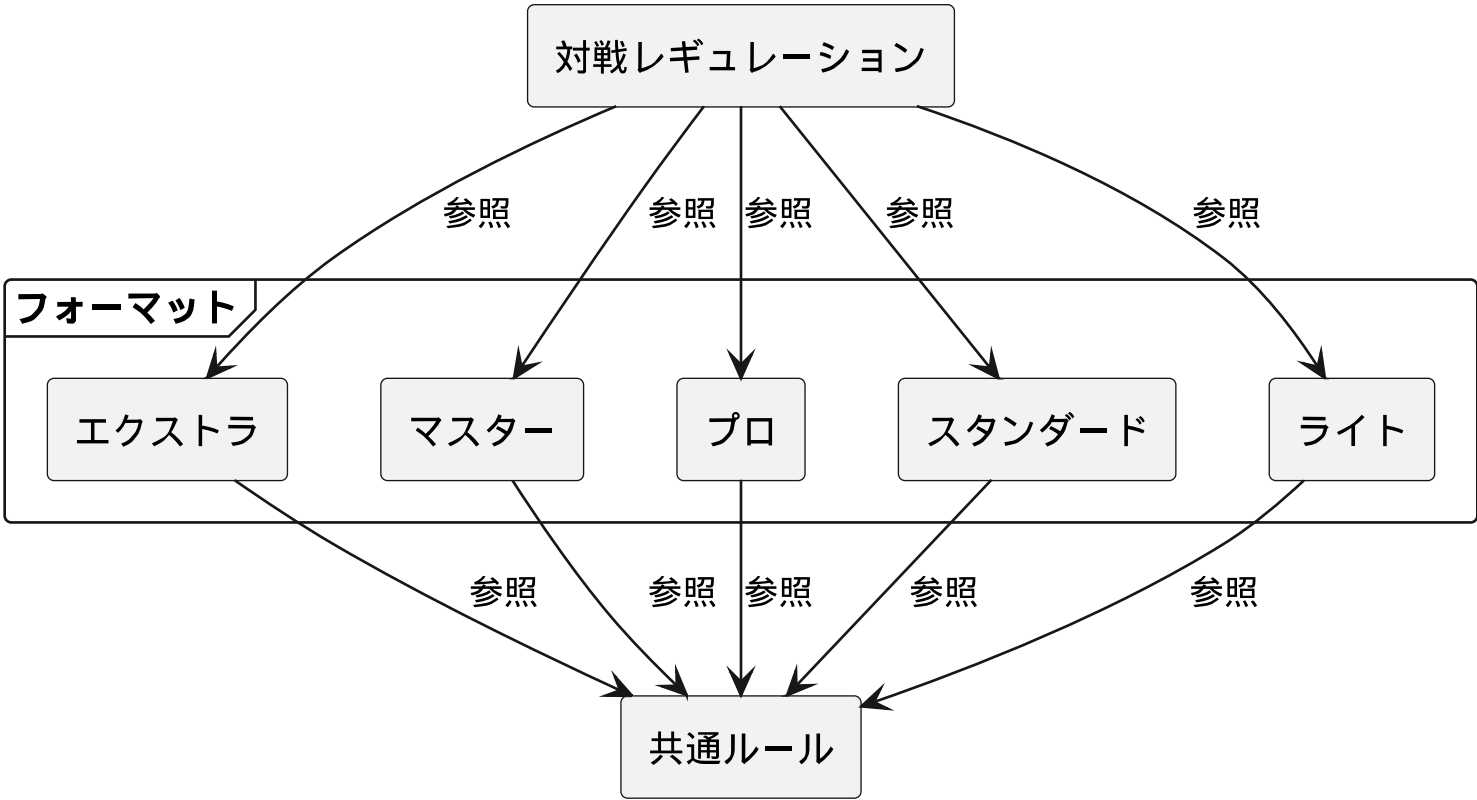 対戦レギュレーション
参照
参照
参照
参照
参照
フォーマット
エクストラ
マスター
プロ
スタンダード
ライト
参照
参照
参照
参照
参照
共通ルール